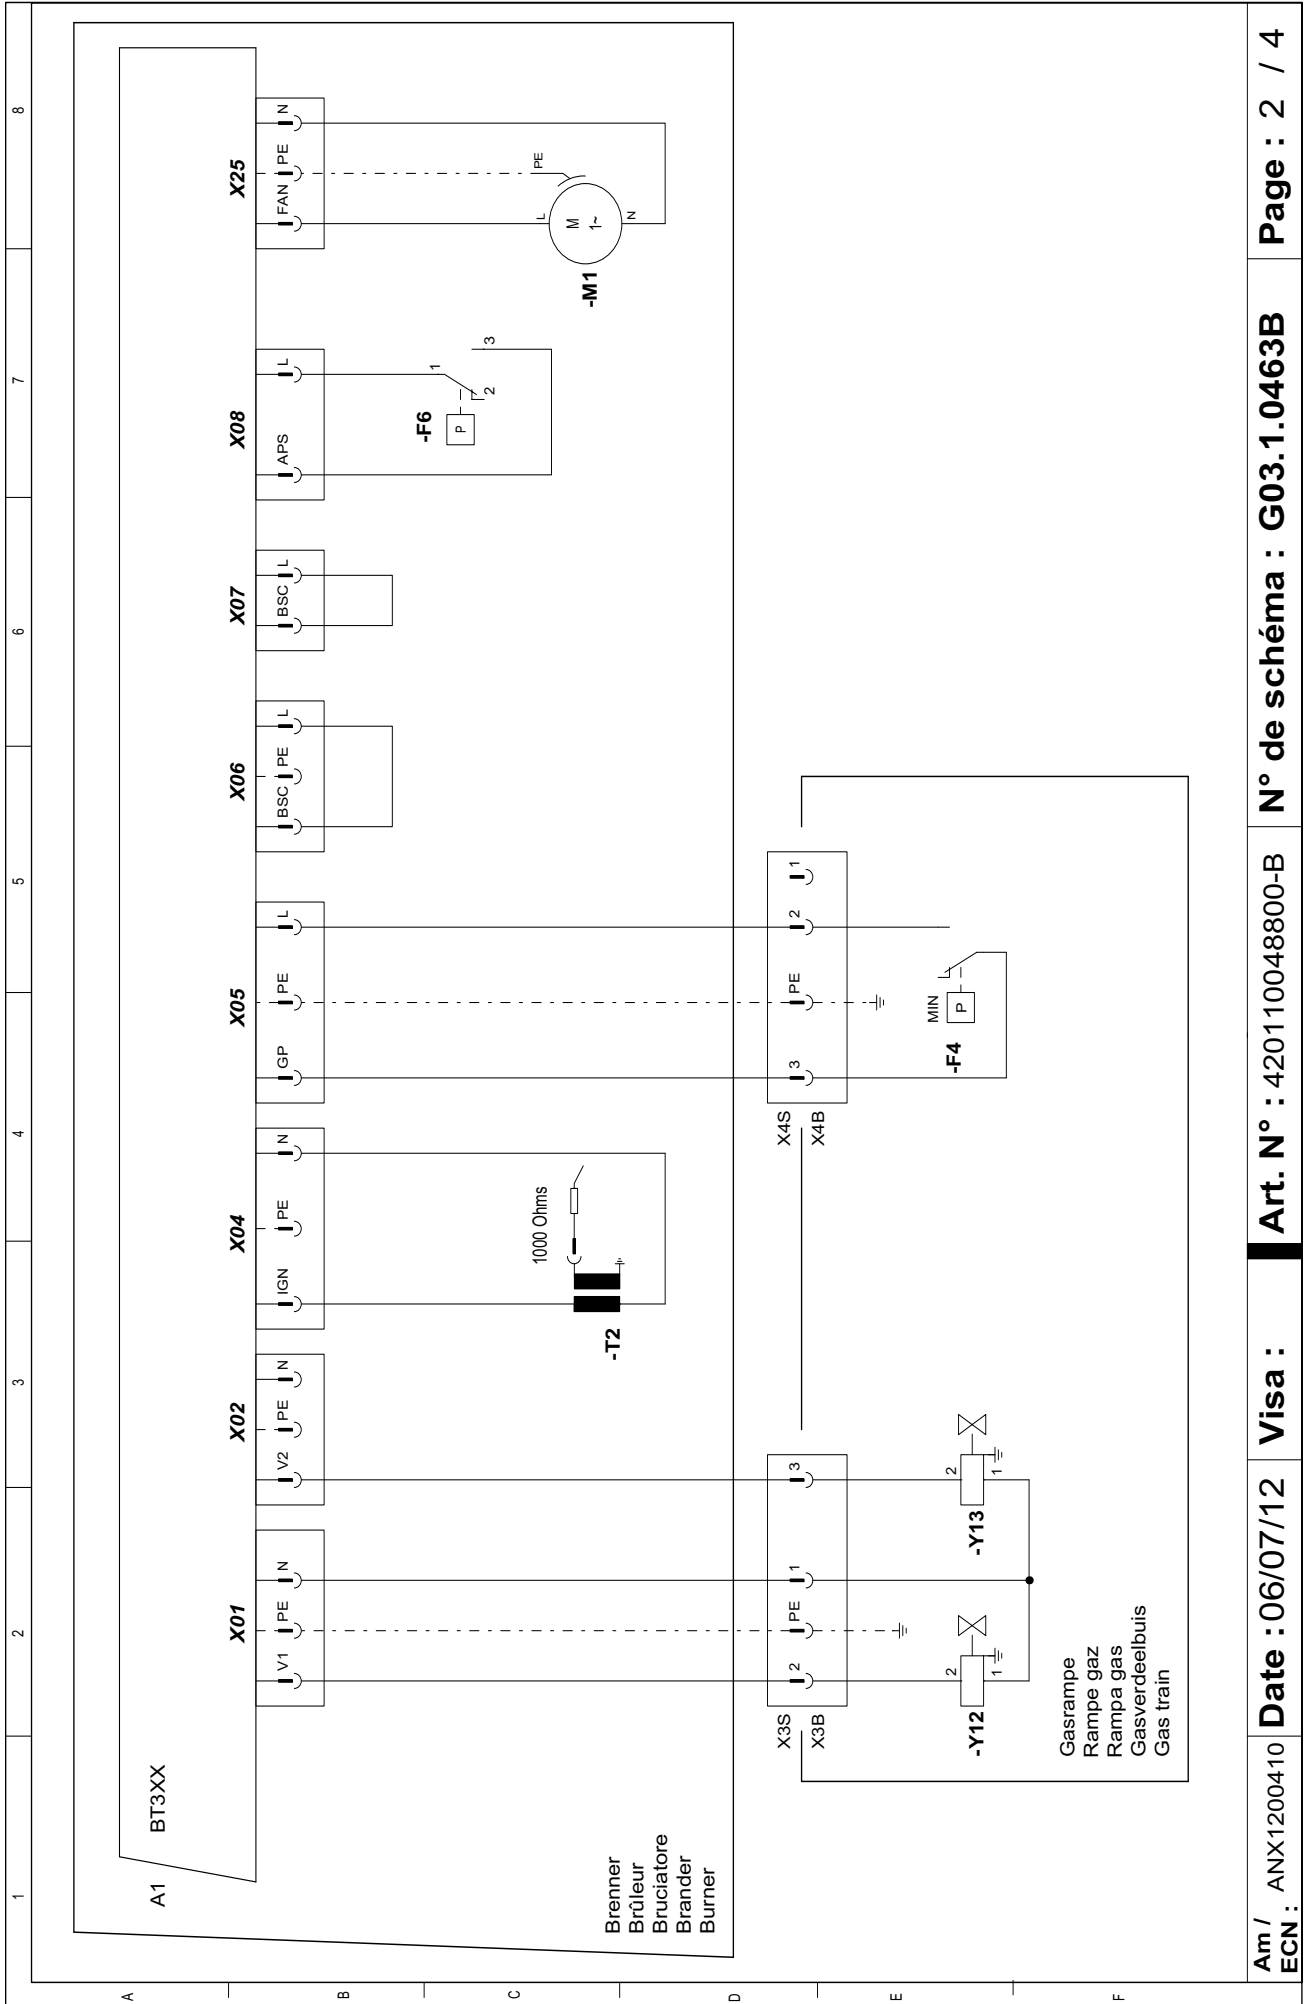 1 2 3 4 5 6 7 8
A
B
C
D
E
F
A1 BT3XX
X01 X02 X04 X05 X06 X07 X08 X25
V1 PE N
V2 PE N
IGN PE N
GP PE L
BSC PE L
BSC L
APS L
FAN PE N
-T2
1000 Ohms
-F6
P
1
2
3
-M1
M
1~
L
N
PE
Brenner
Brûleur
Bruciatore
Brander
Burner
X3S
X3B
2 PE 1 3
X4S
X4B
3 PE 2 1
-Y12
2
1
-Y13
2
1
-F4
MIN
P
Gasrampe
Rampe gaz
Rampa gas
Gasverdeelbuis
Gas train
Am / ECN : ANX1200410
Date : 06/07/12
Visa :
Art. N° : 420110048800-B
N° de schéma : G03.1.0463B
Page : 2 / 4